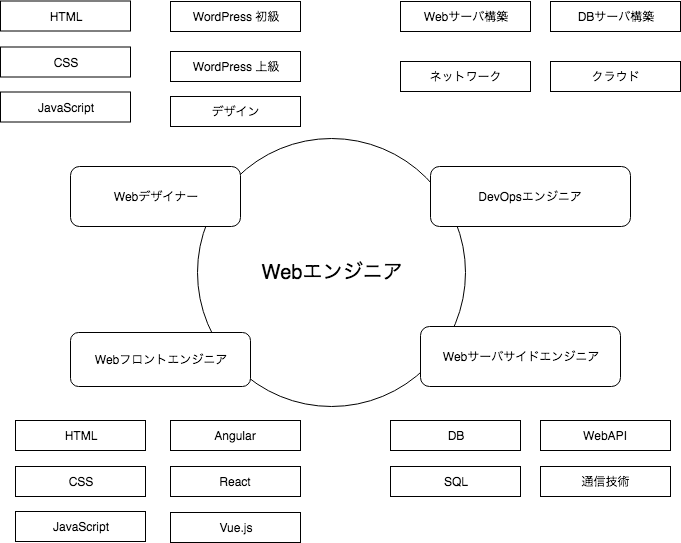 HTML
WordPress 初級
Webサーバ構築
DBサーバ構築
CSS
WordPress 上級
ネットワーク
クラウド
JavaScript
デザイン
Webデザイナー
DevOpsエンジニア
Webエンジニア
Webフロントエンジニア
Webサーバサイドエンジニア
HTML
Angular
DB
WebAPI
CSS
React
SQL
通信技術
JavaScript
Vue.js